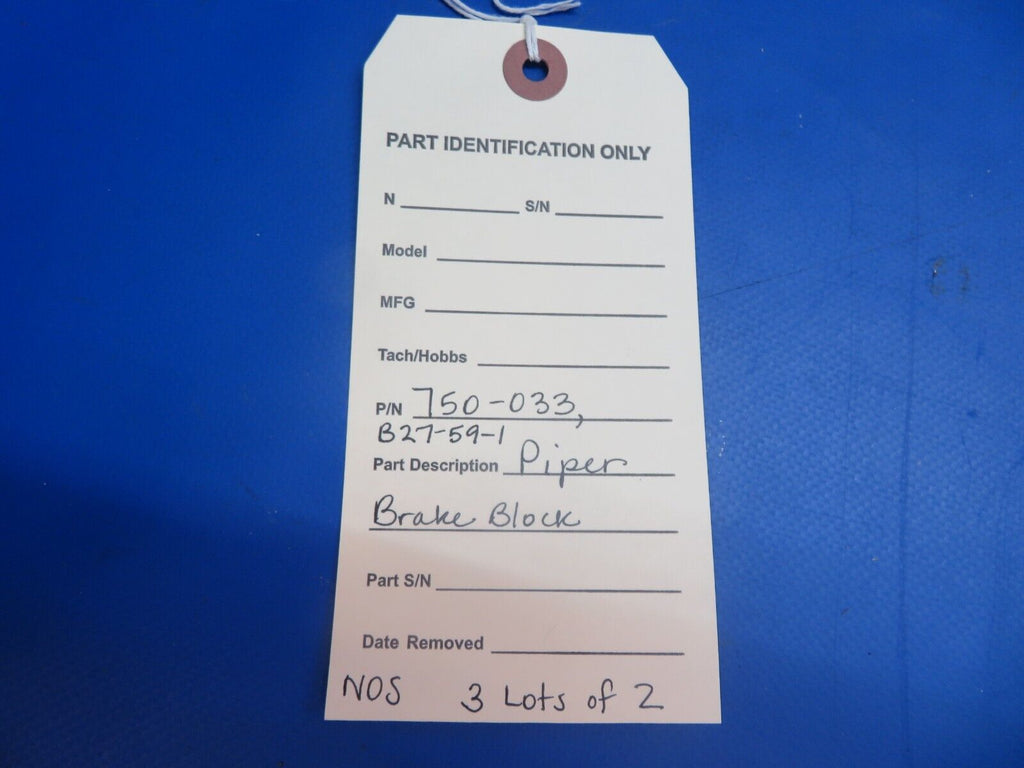 PART IDENTIFICATION ONLY
N S/N
Model
MFG
Tach/Hobbs
P/N 750-033,
B27-59-1
Part Description Piper
Brake Block
Part S/N
Date Removed
NOS 3 Lots of 2